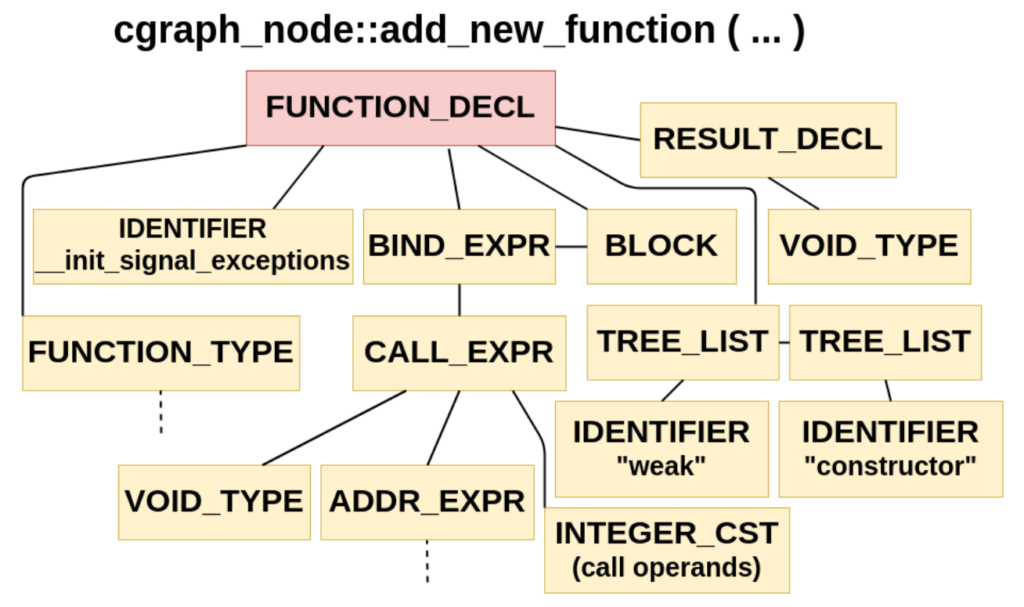 cgraph_node::add_new_function ( ... )
FUNCTION_DECL
RESULT_DECL
IDENTIFIER
__init_signal_exceptions
BIND_EXPR
BLOCK
VOID_TYPE
FUNCTION_TYPE
CALL_EXPR
TREE_LIST
TREE_LIST
IDENTIFIER
"weak"
IDENTIFIER
"constructor"
VOID_TYPE
ADDR_EXPR
INTEGER_CST
(call operands)